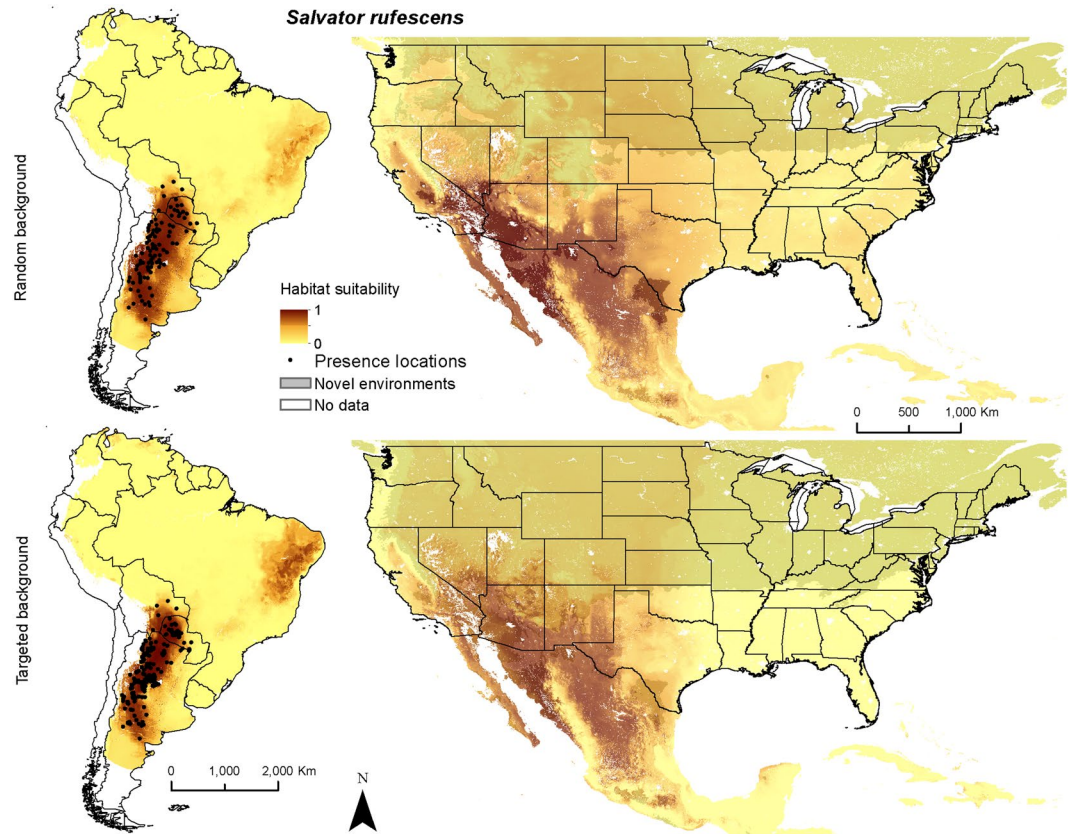 Salvator rufescens
Random background
Habitat suitability
1
0
Presence locations
Novel environments
No data
0 500 1,000 Km
Targeted background
0 1,000 2,000 Km
N